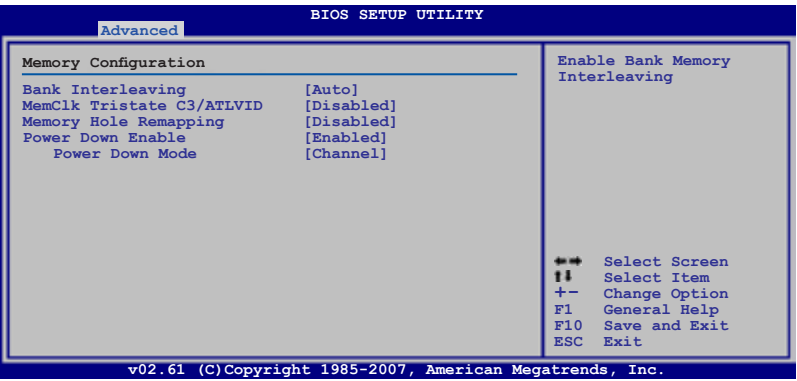 BIOS SETUP UTILITY
Advanced
Memory Configuration
Bank Interleaving [Auto]
MemClk Tristate C3/ATLVID [Disabled]
Memory Hole Remapping [Disabled]
Power Down Enable [Enabled]
Power Down Mode [Channel]
Enable Bank Memory
Interleaving
←→ Select Screen
↑↓ Select Item
+- Change Option
F1 General Help
F10 Save and Exit
ESC Exit
v02.61 (C)Copyright 1985-2007, American Megatrends, Inc.